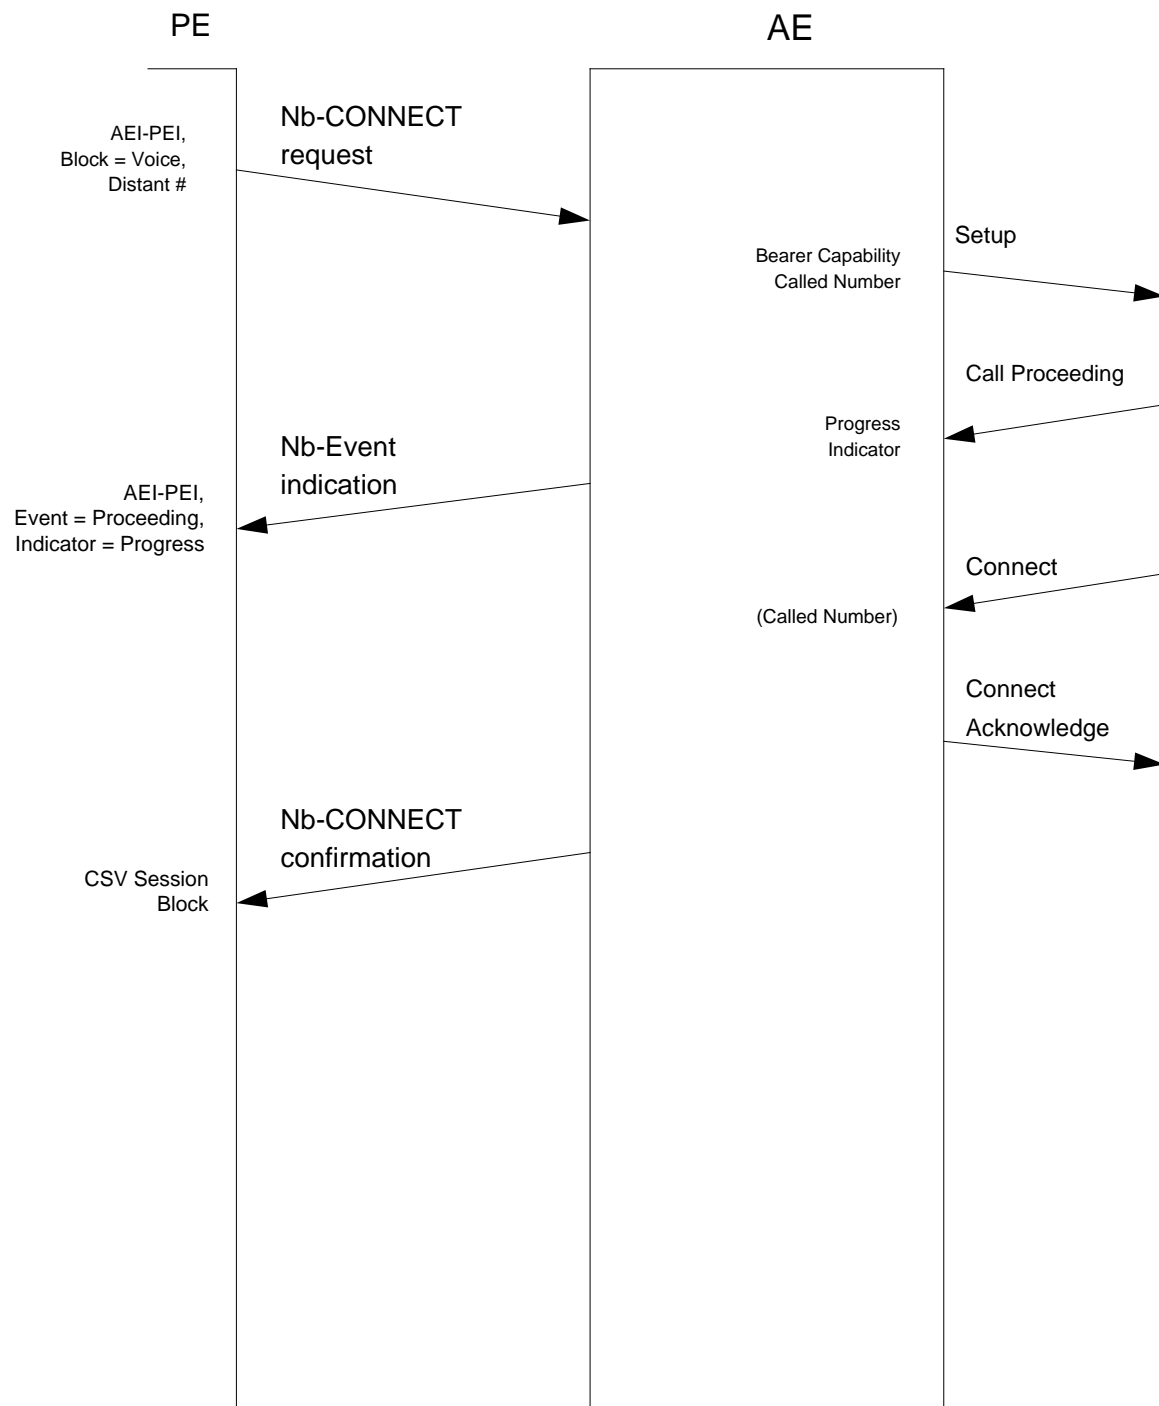 PE
AE
Nb-CONNECT
request
AEI-PEI,
Block = Voice,
Distant #
Setup
Bearer Capability
Called Number
Call Proceeding
Progress
Indicator
Nb-Event
indication
AEI-PEI,
Event = Proceeding,
Indicator = Progress
Connect
(Called Number)
Connect
Acknowledge
Nb-CONNECT
confirmation
CSV Session
Block